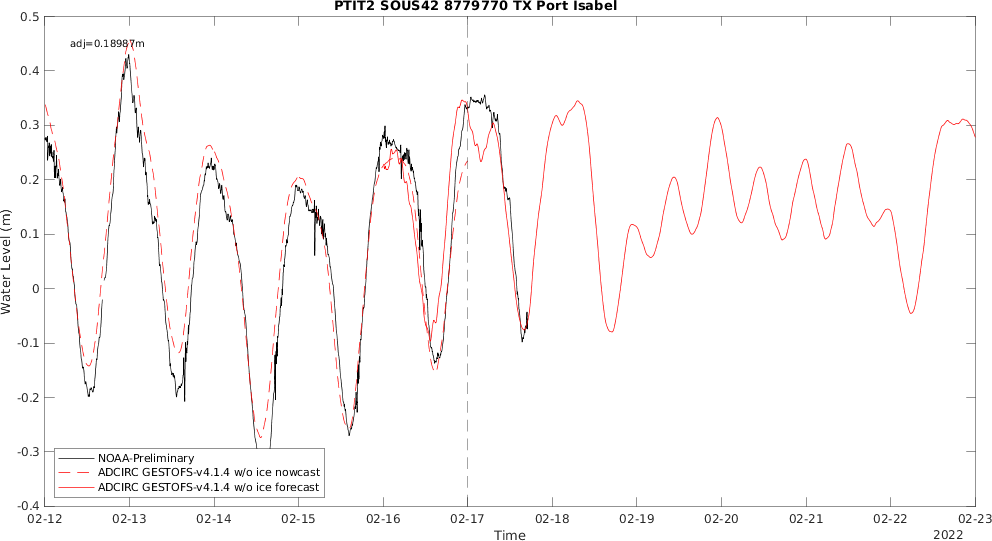 PTIT2 SOUS42 8779770 TX Port Isabel
adj=0.18987m
Water Level (m)
0.5
0.4
0.3
0.2
0.1
0
-0.1
-0.2
-0.3
-0.4
NOAA-Preliminary
ADCIRC GESTOFS-v4.1.4 w/o ice nowcast
ADCIRC GESTOFS-v4.1.4 w/o ice forecast
02-12 02-13 02-14 02-15 02-16 02-17 02-18 02-19 02-20 02-21 02-22 02-23
Time
2022